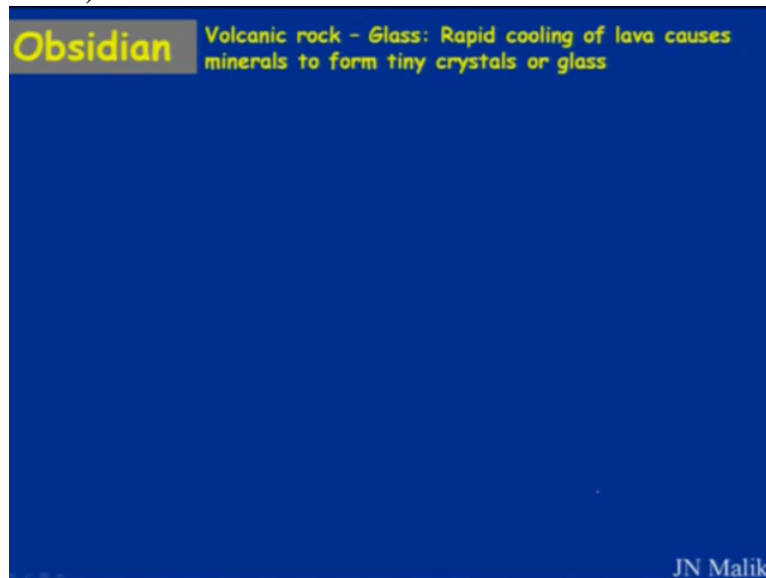 Obsidian
Volcanic rock – Glass: Rapid cooling of lava causes
minerals to form tiny crystals or glass
JN Malik